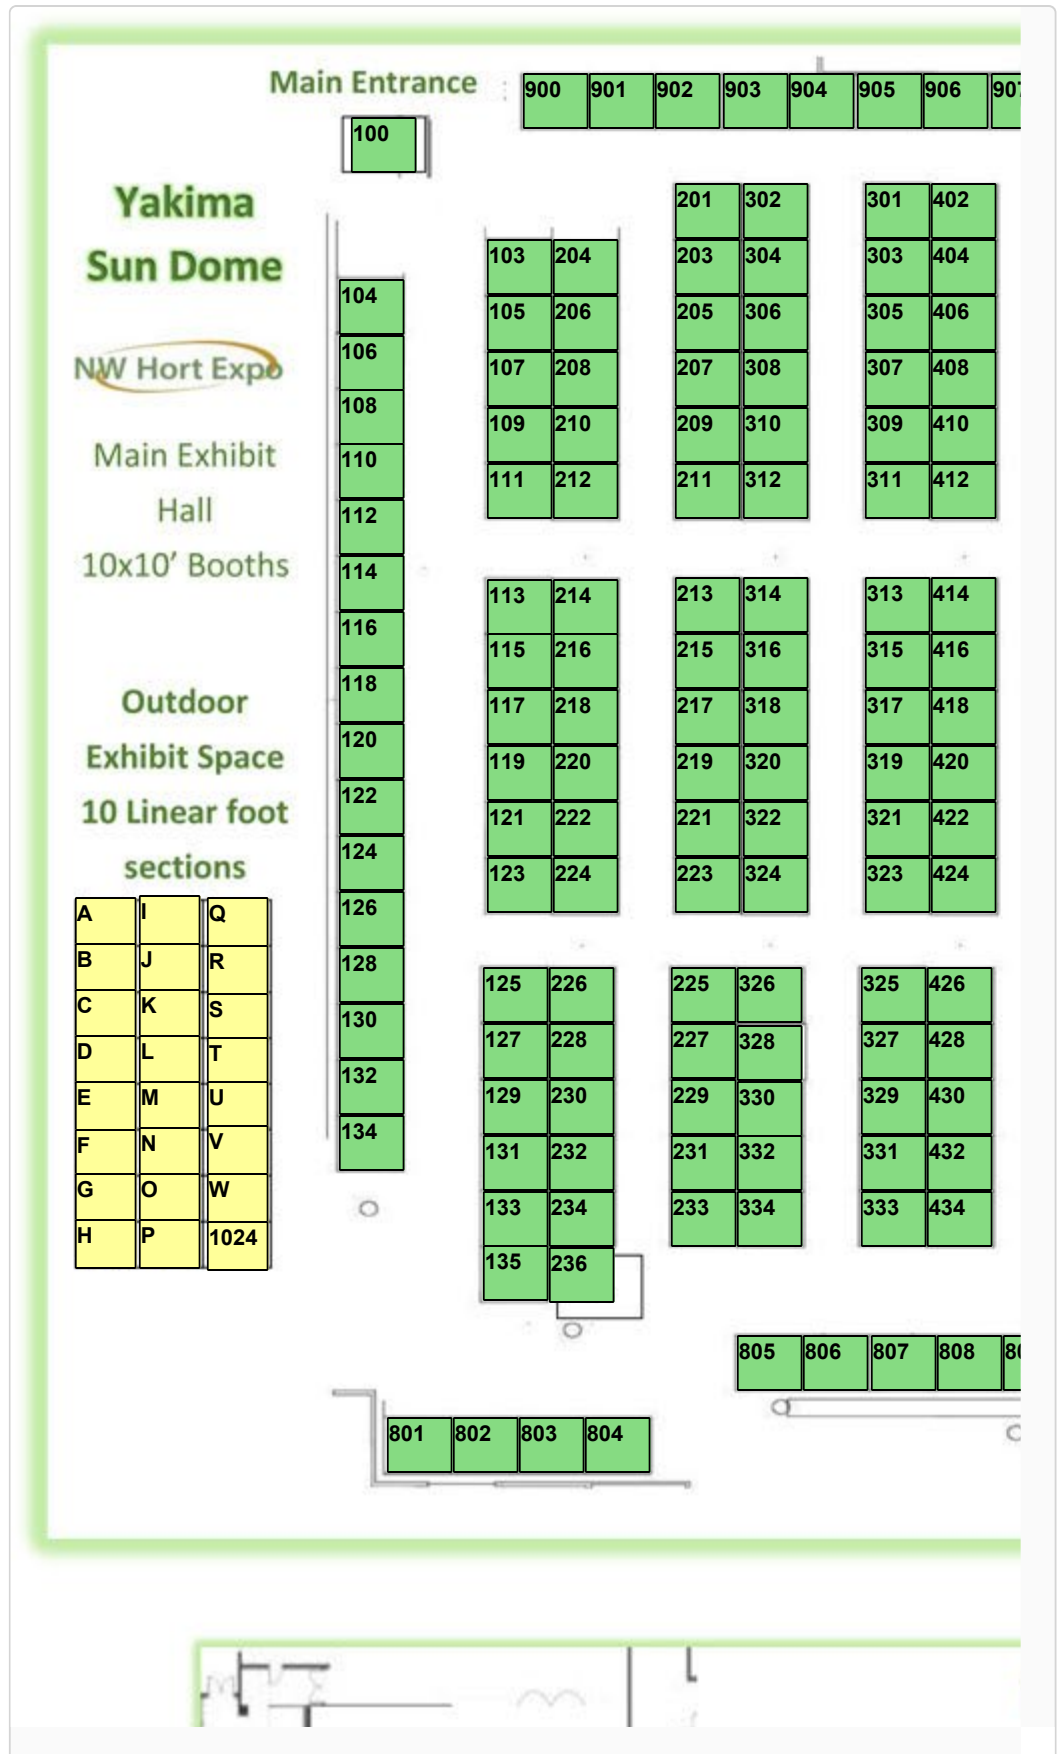 Main Entrance
900 901 902 903 904 905 906 907
100
Yakima
Sun Dome
NW Hort Expo
Main Exhibit
Hall
10x10' Booths
201 302 301 402
103 204 203 304 303 404
104
105 206 205 306 305 406
106
107 208 207 308 307 408
108
109 210 209 310 309 410
110
111 212 211 312 311 412
112
114
113 214 213 314 313 414
116
115 216 215 316 315 416
118
117 218 217 318 317 418
120
119 220 219 320 319 420
122
121 222 221 322 321 422
124
123 224 223 324 323 424
126
128
125 226 225 326 325 426
130
127 228 227 328 327 428
132
129 230 229 330 329 430
134
131 232 231 332 331 432
133 234 233 334 333 434
135 236
Outdoor
Exhibit Space
10 Linear foot
sections
A I Q
B J R
C K S
D L T
E M U
F N V
G O W
H P 1024
805 806 807 808
801 802 803 804